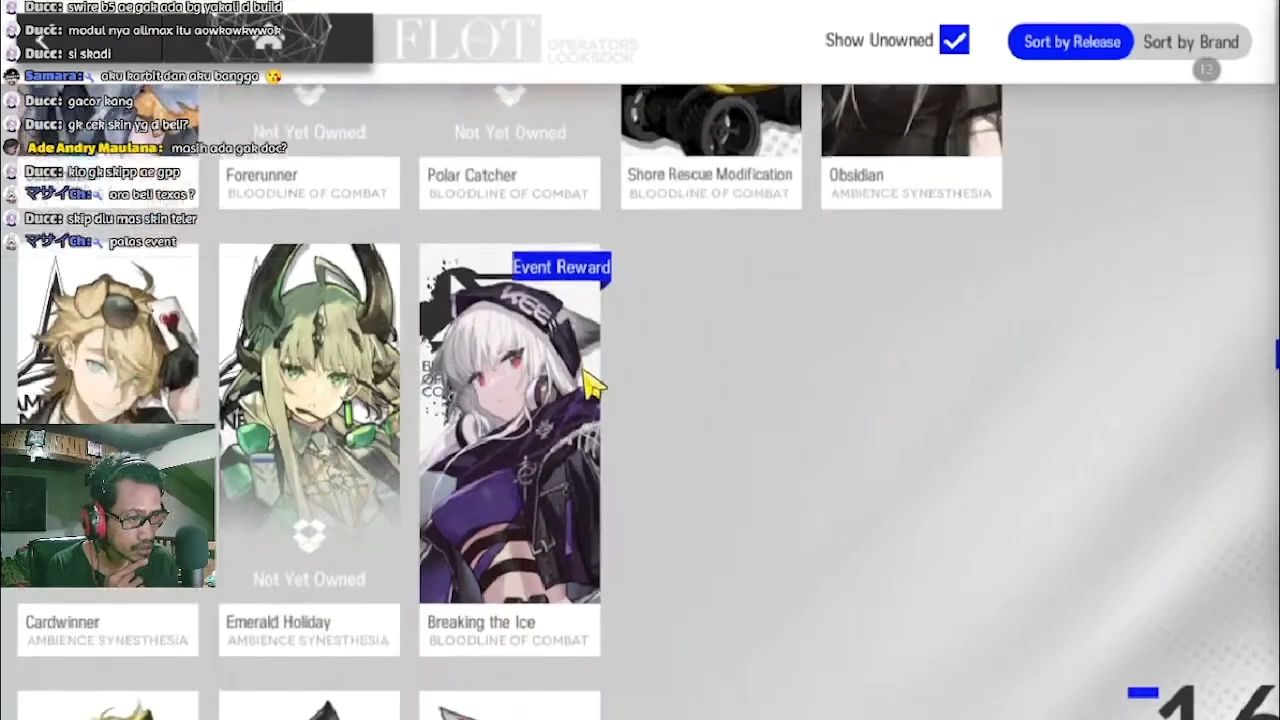 Ducc: swire b5 ae gak ada bg yakali d build
Ducc: modul nya allmax itu aowkawkwwok
Ducc: si skadi
Samara: aku karbit dan aku bangga
Ducc: gacor kang
Ducc: gk cek skin yg d beli?
Ade Andry Maulana: masih ada gak doc?
Ducc: klo gk skipp ae gpp
マサイch: ora beli texas ?
Ducc: skip dlu mas skin teler
マサイch: palas event
FLOT
OPERATORS
LOOKBOOK
Show Unowned
Sort by Release
Sort by Brand
12
Not Yet Owned
Not Yet Owned
Forerunner
BLOODLINE OF COMBAT
Polar Catcher
BLOODLINE OF COMBAT
Shore Rescue Modification
BLOODLINE OF COMBAT
Obsidian
AMBIENCE SYNESTHESIA
Event Reward
Not Yet Owned
Cardwinner
AMBIENCE SYNESTHESIA
Emerald Holiday
AMBIENCE SYNESTHESIA
Breaking the Ice
BLOODLINE OF COMBAT
16